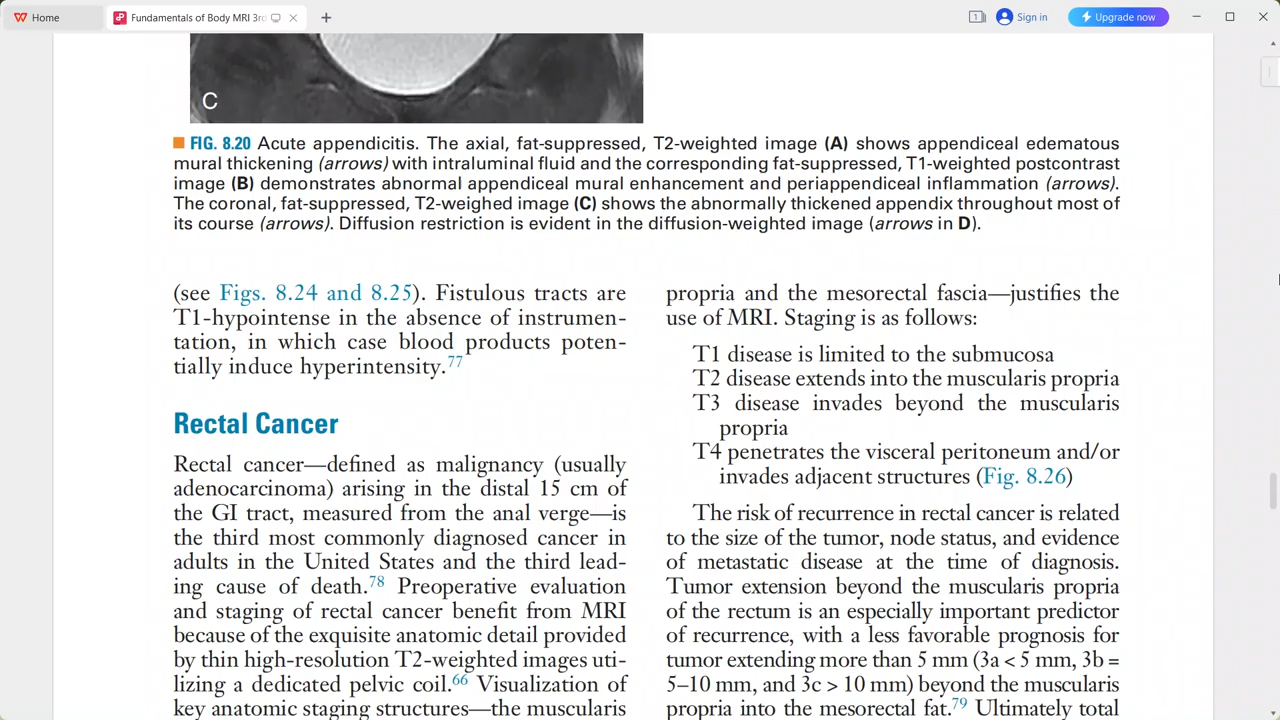 Home
Fundamentals of Body MRI 3rd
1
Sign in
Upgrade now
C
FIG. 8.20 Acute appendicitis. The axial, fat-suppressed, T2-weighted image (A) shows appendiceal edematous
mural thickening (arrows) with intraluminal fluid and the corresponding fat-suppressed, T1-weighted postcontrast
image (B) demonstrates abnormal appendiceal mural enhancement and periappendiceal inflammation (arrows).
The coronal, fat-suppressed, T2-weighed image (C) shows the abnormally thickened appendix throughout most of
its course (arrows). Diffusion restriction is evident in the diffusion-weighted image (arrows in D).
(see Figs. 8.24 and 8.25). Fistulous tracts are
T1-hypointense in the absence of instrumen-
tation, in which case blood products poten-
tially induce hyperintensity.77
Rectal Cancer
Rectal cancer—defined as malignancy (usually
adenocarcinoma) arising in the distal 15 cm of
the GI tract, measured from the anal verge—is
the third most commonly diagnosed cancer in
adults in the United States and the third lead-
ing cause of death.78 Preoperative evaluation
and staging of rectal cancer benefit from MRI
because of the exquisite anatomic detail provided
by thin high-resolution T2-weighted images uti-
lizing a dedicated pelvic coil.66 Visualization of
key anatomic staging structures—the muscularis
propria and the mesorectal fascia—justifies the
use of MRI. Staging is as follows:
T1 disease is limited to the submucosa
T2 disease extends into the muscularis propria
T3 disease invades beyond the muscularis
propria
T4 penetrates the visceral peritoneum and/or
invades adjacent structures (Fig. 8.26)
The risk of recurrence in rectal cancer is related
to the size of the tumor, node status, and evidence
of metastatic disease at the time of diagnosis.
Tumor extension beyond the muscularis propria
of the rectum is an especially important predictor
of recurrence, with a less favorable prognosis for
tumor extending more than 5 mm (3a < 5 mm, 3b =
5–10 mm, and 3c > 10 mm) beyond the muscularis
propria into the mesorectal fat.79 Ultimately total